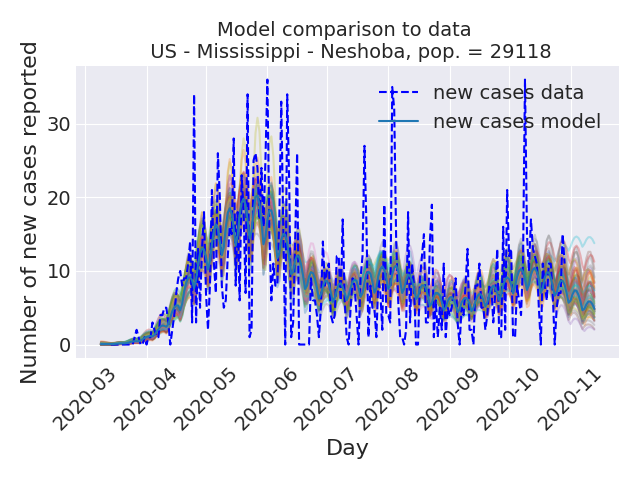 Model comparison to data
US - Mississippi - Neshoba, pop. = 29118
Number of new cases reported
30
20
10
0
new cases data
new cases model
2020-03
2020-04
2020-05
2020-06
2020-07
2020-08
2020-09
2020-10
2020-11
Day